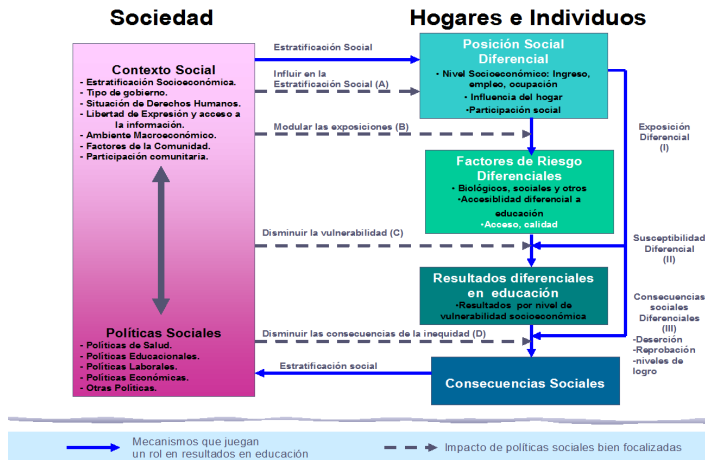 Sociedad
Hogares e Individuos
Contexto Social
- Estratificación Socioeconómica.
- Tipo de gobierno.
- Situación de Derechos Humanos.
- Libertad de Expresión y acceso a
la información.
- Ambiente Macroeconómico.
- Factores de la Comunidad.
- Participación comunitaria.
Políticas Sociales
- Políticas de Salud.
- Políticas Educacionales.
- Políticas Laborales.
- Políticas Económicas.
- Otras Políticas.
Estratificación Social
Influir en la
Estratificación Social (A)
Modular las exposiciones (B)
Disminuir la vulnerabilidad (C)
Disminuir las consecuencias de la inequidad (D)
Estratificación social
Posición Social
Diferencial
• Nivel Socioeconómico: Ingreso,
empleo, ocupación
• Influencia del hogar
•Participación social
Factores de Riesgo
Diferenciales
• Biológicos, sociales y otros
•Accesiblidad diferencial a
educación
•Acceso, calidad
Resultados diferenciales
en educación
•Resultados por nivel de
vulnerabilidad socioeconómica
Consecuencias Sociales
Exposición
Diferencial
(I)
Susceptibilidad
Diferencial
(II)
Consecuencias
sociales
Diferenciales (III)
-Deserción
-Reprobación
-niveles de
logro
Mecanismos que juegan
un rol en resultados en educación
Impacto de políticas sociales bien focalizadas